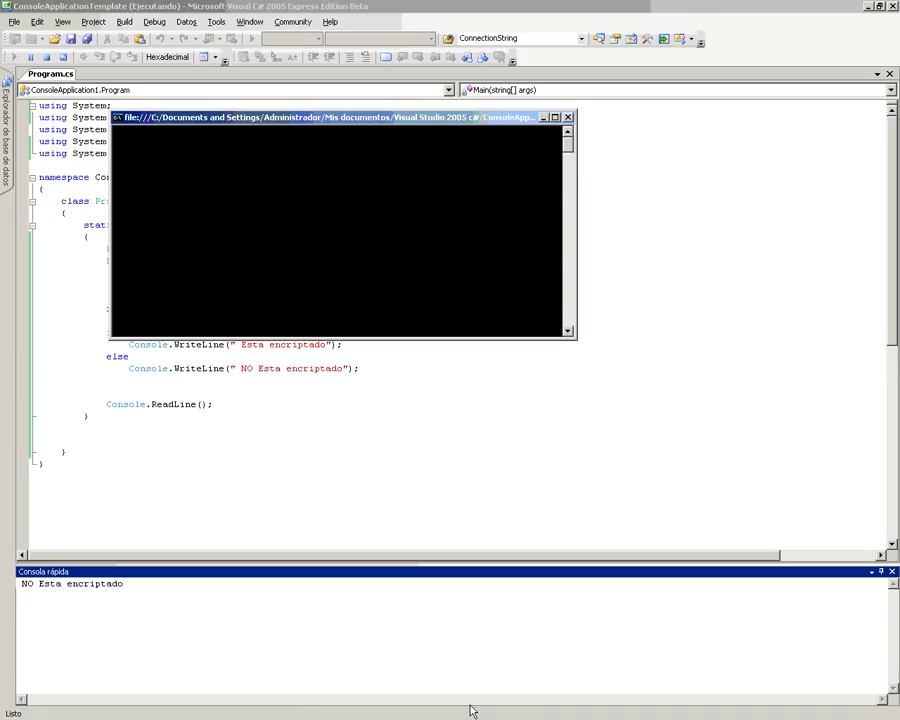 ConsoleApplicationTemplate (Ejecutando) - Microsoft Visual C# 2005 Express Edition Beta
File Edit View Project Build Debug Datos Tools Window Community Help
ConnectionString
Hexadecimal
Program.cs
ConsoleApplication1.Program
Main(string[] args)
Explorador de base de datos
using System;
file:///C:/Documents and Settings/Administrador/Mis documentos/Visual Studio 2005 c#/ConsoleApp...
using System
using System
using System
using System
namespace Con
{
class Pro
{
stati
{
Console.WriteLine(" Esta encriptado");
else
Console.WriteLine(" NO Esta encriptado");
Console.ReadLine();
}
}
}
Consola rápida
NO Esta encriptado
Listo